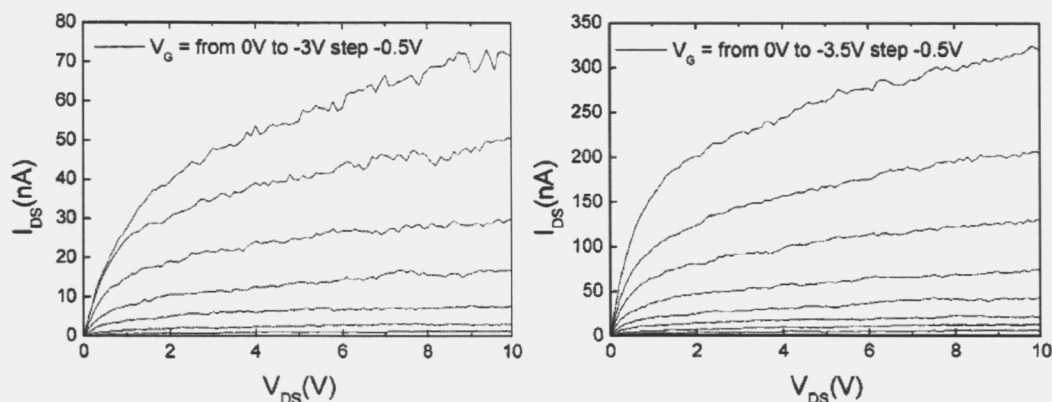 80
70
60
50
40
30
20
10
0
I_DS(nA)
V_G = from 0V to -3V step -0.5V
0 2 4 6 8 10
V_DS(V)
350
300
250
200
150
100
50
0
I_DS(nA)
V_G = from 0V to -3.5V step -0.5V
0 2 4 6 8 10
V_DS(V)